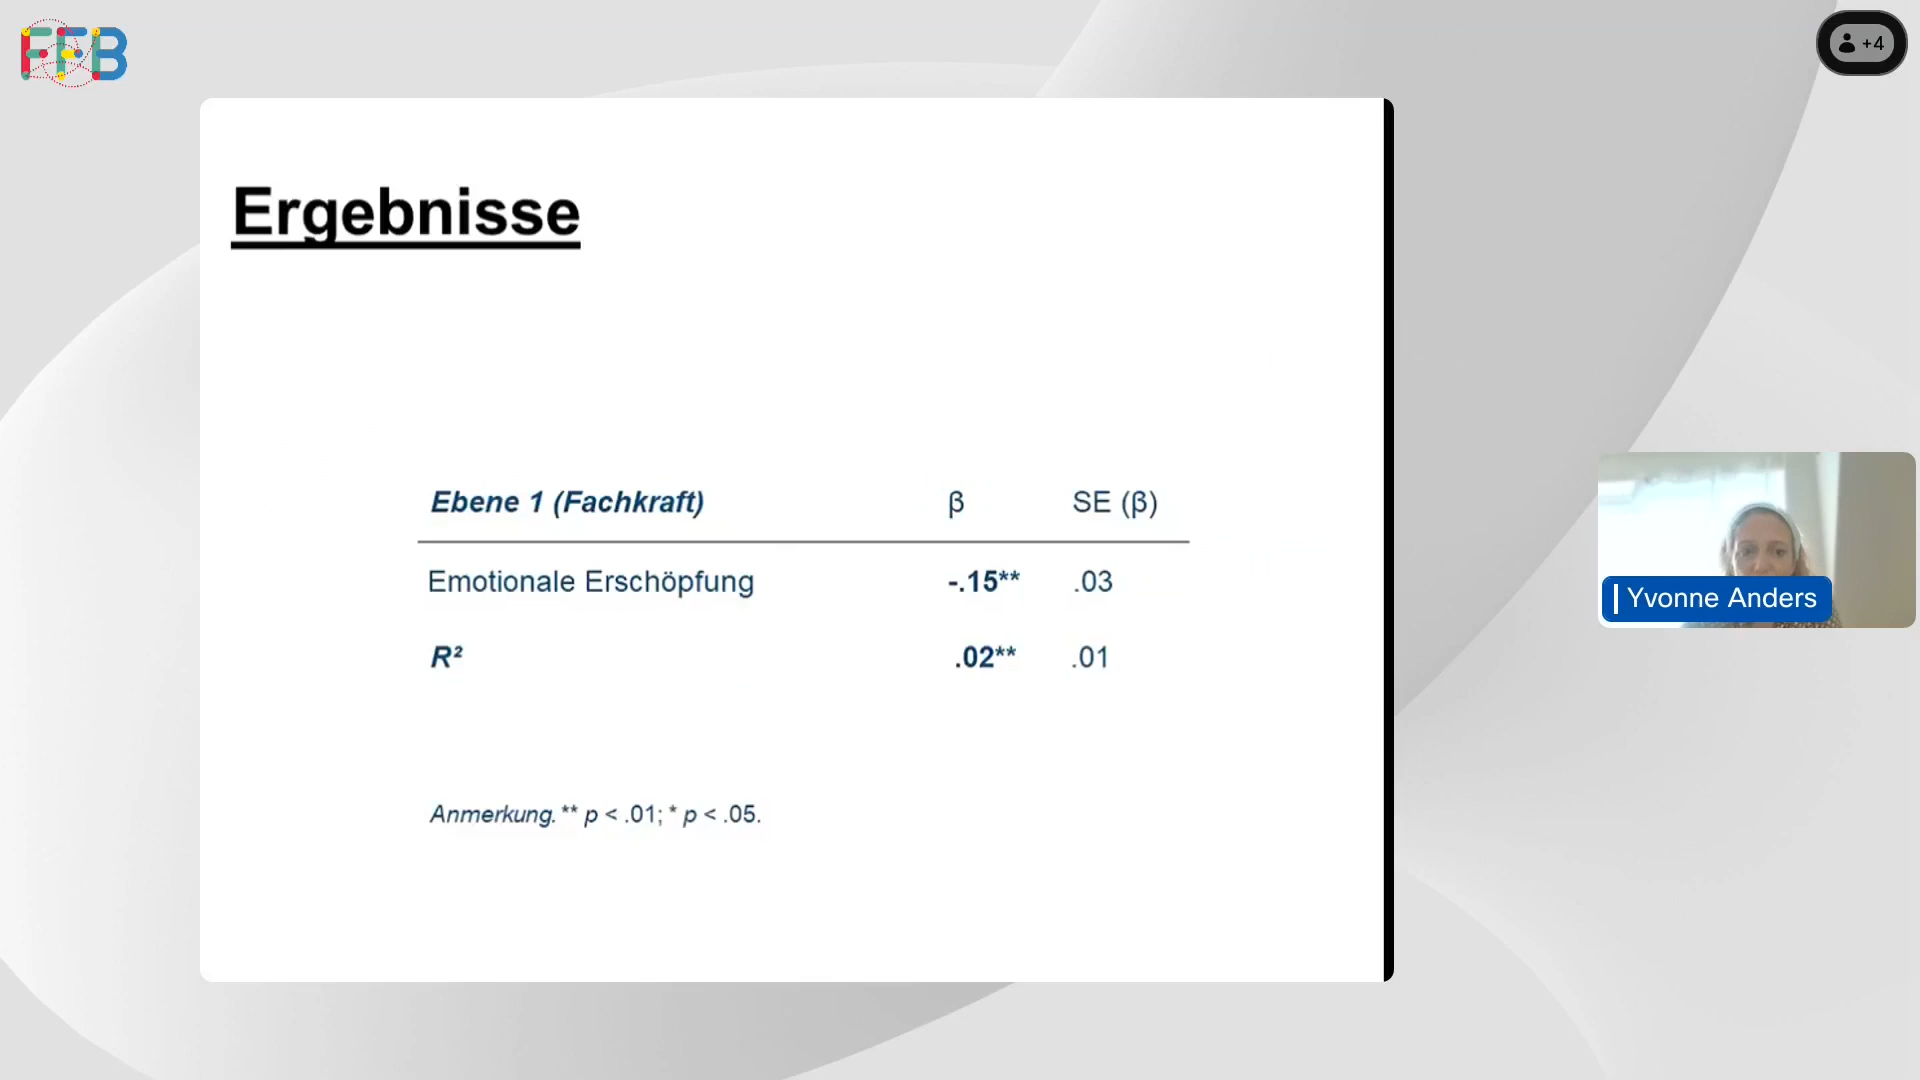 FFB
+4
Ergebnisse
Ebene 1 (Fachkraft) β SE (β)
Emotionale Erschöpfung -.15** .03
R² .02** .01
Anmerkung. ** p < .01; * p < .05.
Yvonne Anders